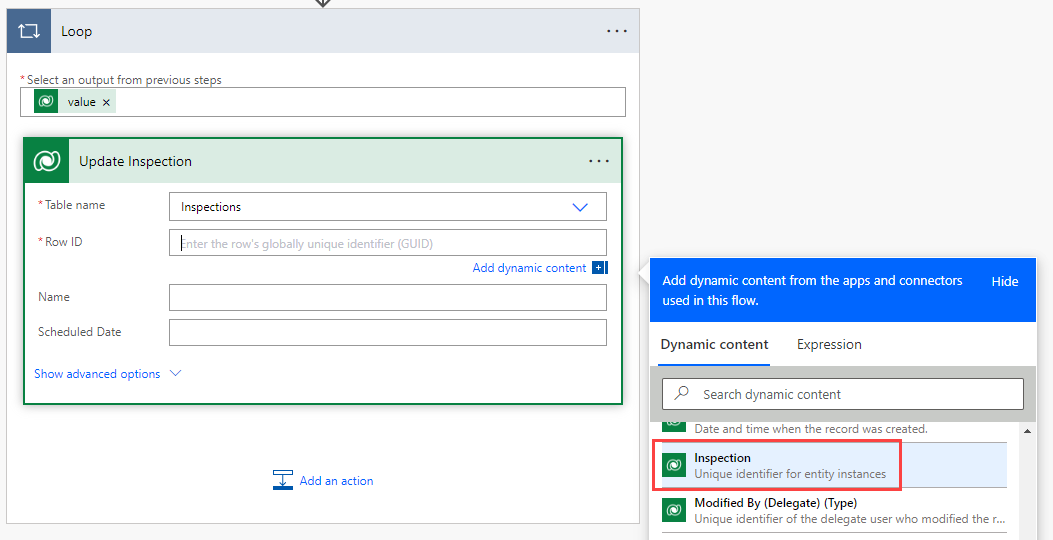 Loop
* Select an output from previous steps
value ×
Update Inspection
* Table name
Inspections
* Row ID
Enter the row's globally unique identifier (GUID)
Add dynamic content
Name
Scheduled Date
Show advanced options
Add an action
Add dynamic content from the apps and connectors
used in this flow.
Hide
Dynamic content
Expression
Search dynamic content
Date and time when the record was created.
Inspection
Unique identifier for entity instances
Modified By (Delegate) (Type)
Unique identifier of the delegate user who modified the r...